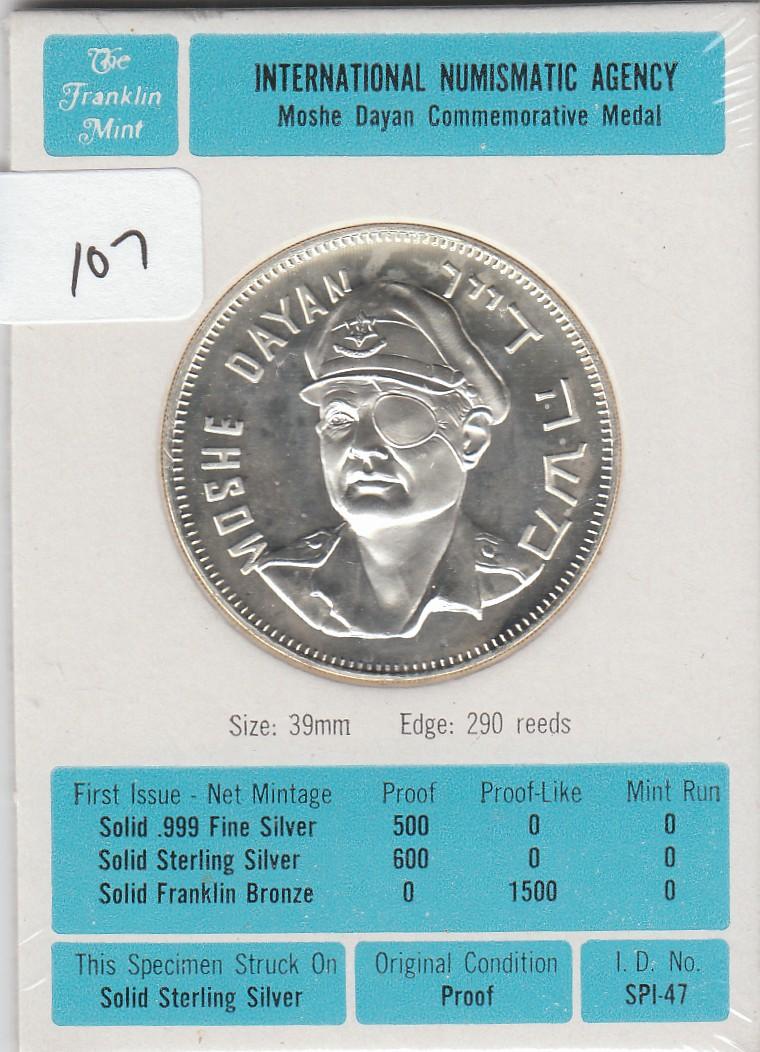 The
Franklin
Mint
INTERNATIONAL NUMISMATIC AGENCY
Moshe Dayan Commemorative Medal
107
MOSHE DAYAN
משה דיין
Size: 39mm Edge: 290 reeds
First Issue - Net Mintage Proof Proof-Like Mint Run
Solid .999 Fine Silver 500 0 0
Solid Sterling Silver 600 0 0
Solid Franklin Bronze 0 1500 0
This Specimen Struck On
Solid Sterling Silver
Original Condition
Proof
I. D. No.
SPI-47